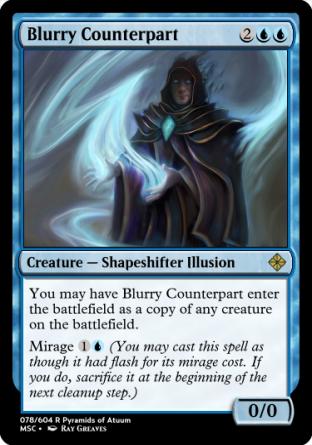 Blurry Counterpart 2UU
Creature — Shapeshifter Illusion
You may have Blurry Counterpart enter
the battlefield as a copy of any creature
on the battlefield.
Mirage 1 (You may cast this spell as
though it had flash for its mirage cost. If
you do, sacrifice it at the beginning of the
next cleanup step.)
0/0
078/604 R Pyramids of Atuum
MSC • Ray Greaves